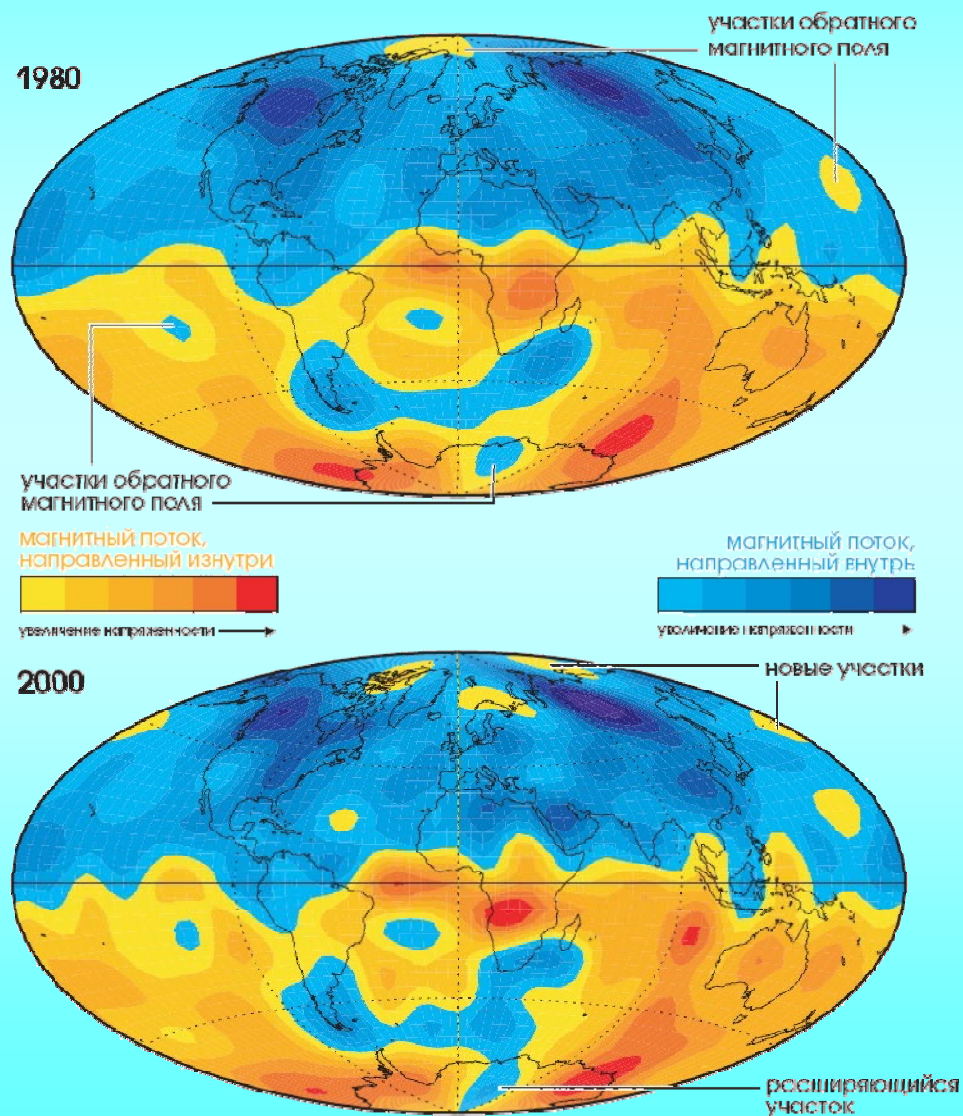 участки обратного
магнитного поля
1980
участки обратного
магнитного поля
магнитный поток,
направленный изнутри
увеличение напряженности
магнитный поток,
направленный внутрь
увеличение напряженности
2000
новые участки
расширяющийся
участок